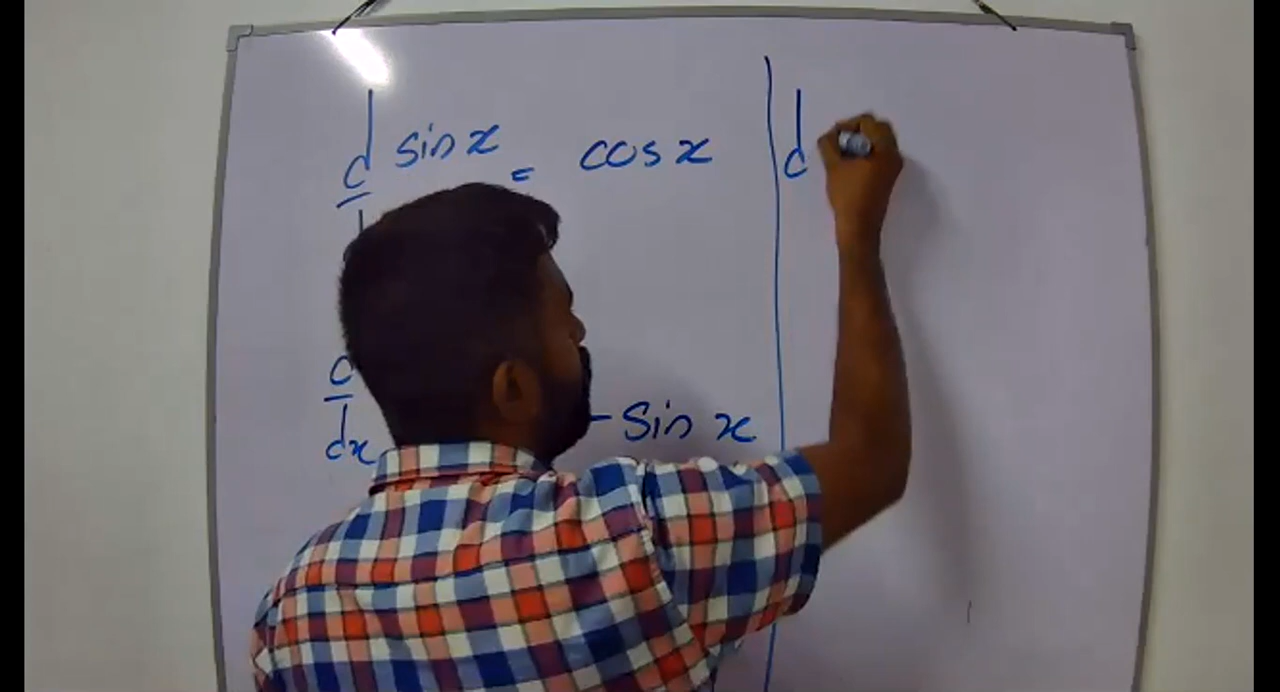 d sin x = cos x
d
d
dx
- Sin x